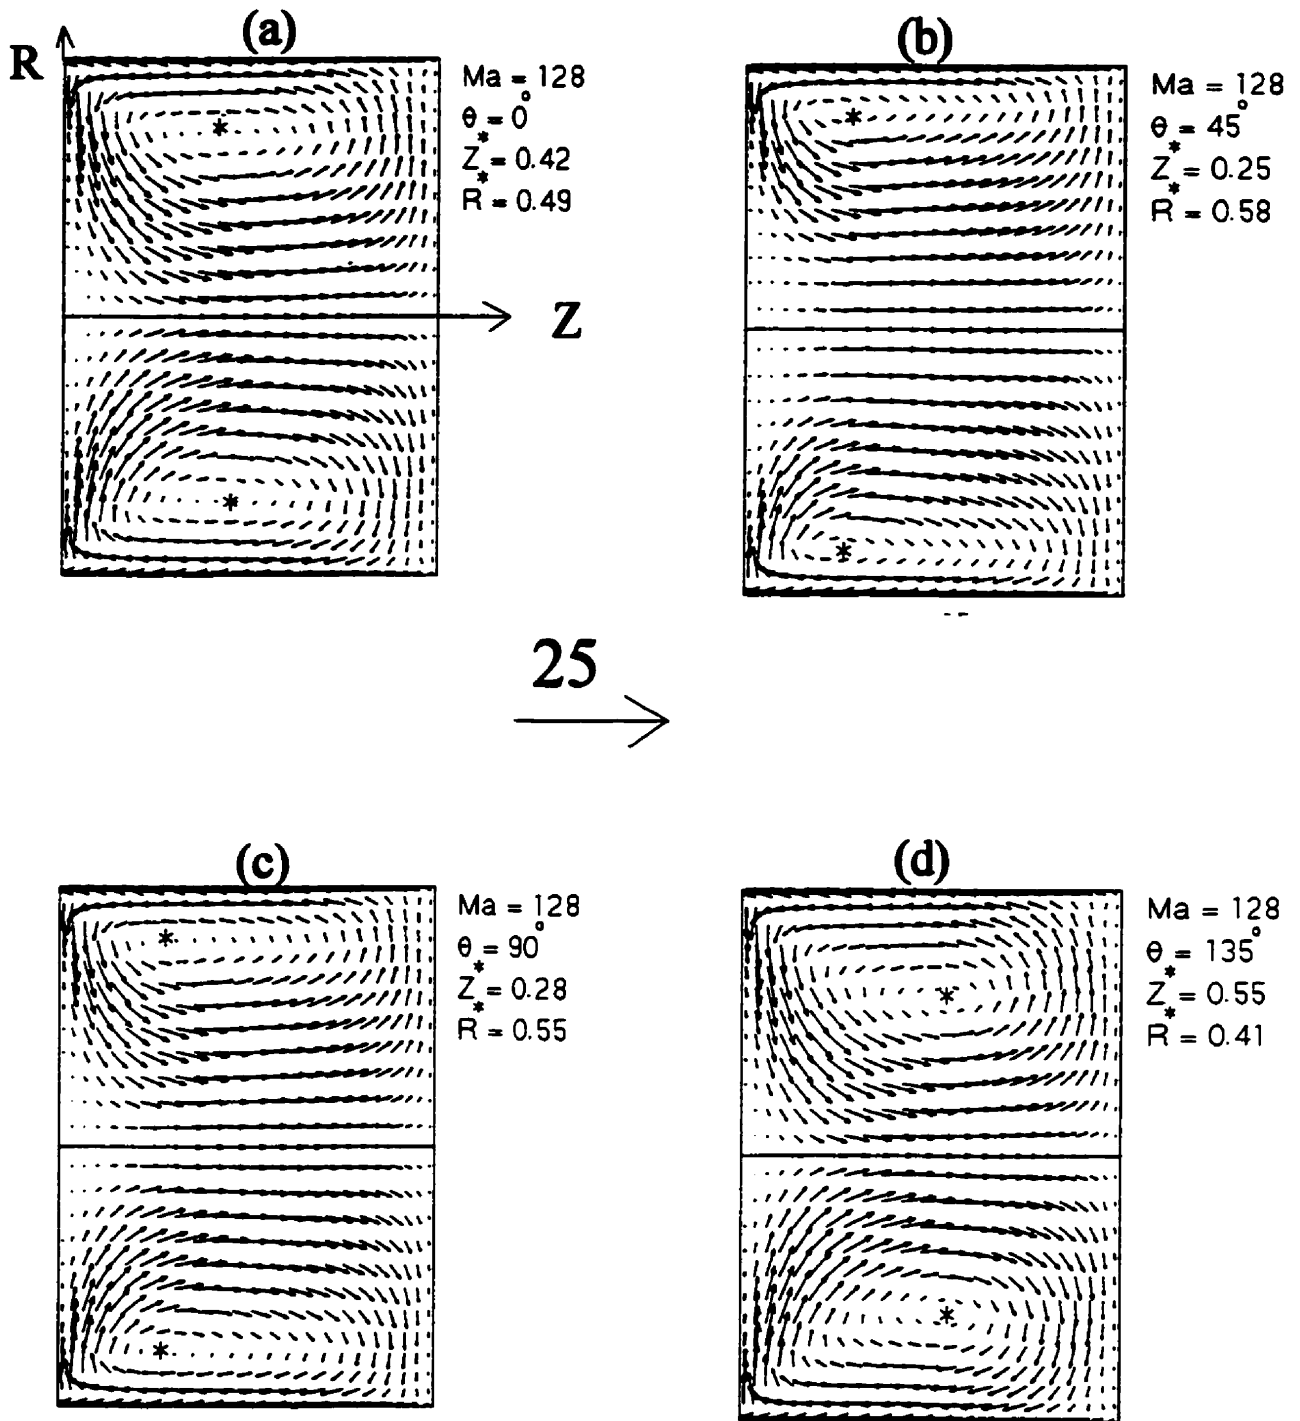 (a)
R
Ma = 128
θ = 0°
Z* = 0.42
R* = 0.49
Z
(b)
Ma = 128
θ = 45°
Z* = 0.25
R* = 0.58
25
(c)
Ma = 128
θ = 90°
Z* = 0.28
R* = 0.55
(d)
Ma = 128
θ = 135°
Z* = 0.55
R* = 0.41